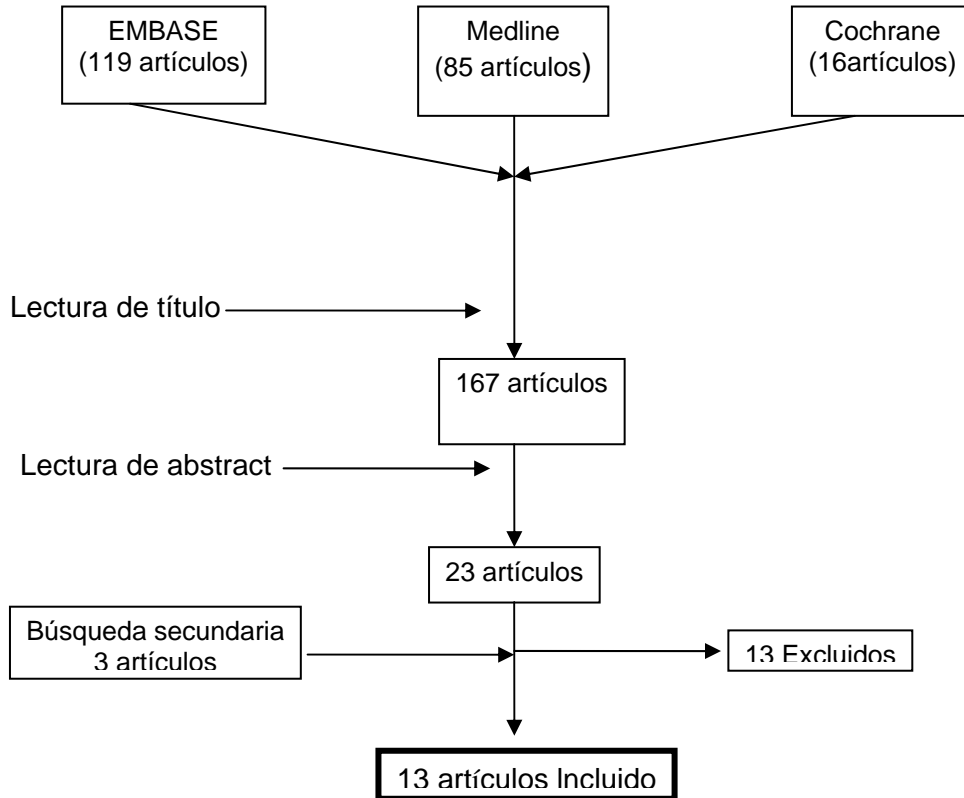 EMBASE
(119 artículos)
Medline
(85 artículos)
Cochrane
(16artículos)
Lectura de título
167 artículos
Lectura de abstract
23 artículos
Búsqueda secundaria
3 artículos
13 Excluidos
13 artículos Incluido